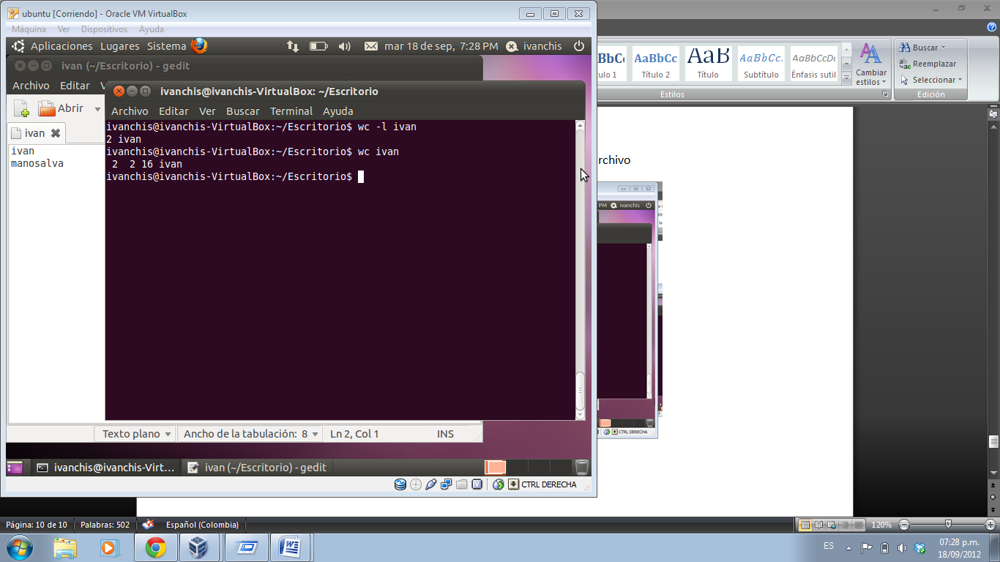 ubuntu [Corriendo] - Oracle VM VirtualBox
Máquina Ver Dispositivos Ayuda
Aplicaciones Lugares Sistema mar 18 de sep, 7:28 PM ivanchis
ivan (~/Escritorio) - gedit
Archivo Editar V
Abrir
ivan
ivan
manosalva
ivanchis@ivanchis-VirtualBox: ~/Escritorio
Archivo Editar Ver Buscar Terminal Ayuda
ivanchis@ivanchis-VirtualBox:~/Escritorio$ wc -l ivan
2 ivan
ivanchis@ivanchis-VirtualBox:~/Escritorio$ wc ivan
2 2 16 ivan
ivanchis@ivanchis-VirtualBox:~/Escritorio$
Texto plano Ancho de la tabulación: 8 Ln 2, Col 1 INS
ivanchis@ivanchis-Virt... ivan (~/Escritorio) - gedit
CTRL DERECHA
AaBbCc AaB AaBbCc. AaBbCcDc
ulo 1 Título 2 Título Subtítulo Énfasis sutil
Cambiar
estilos
Estilos
Buscar
Reemplazar
Seleccionar
Edición
rchivo
PM ivanchis
CTRL DERECHA
Página: 10 de 10 Palabras: 502 Español (Colombia) 120%
ES 07:28 p.m.
18/09/2012